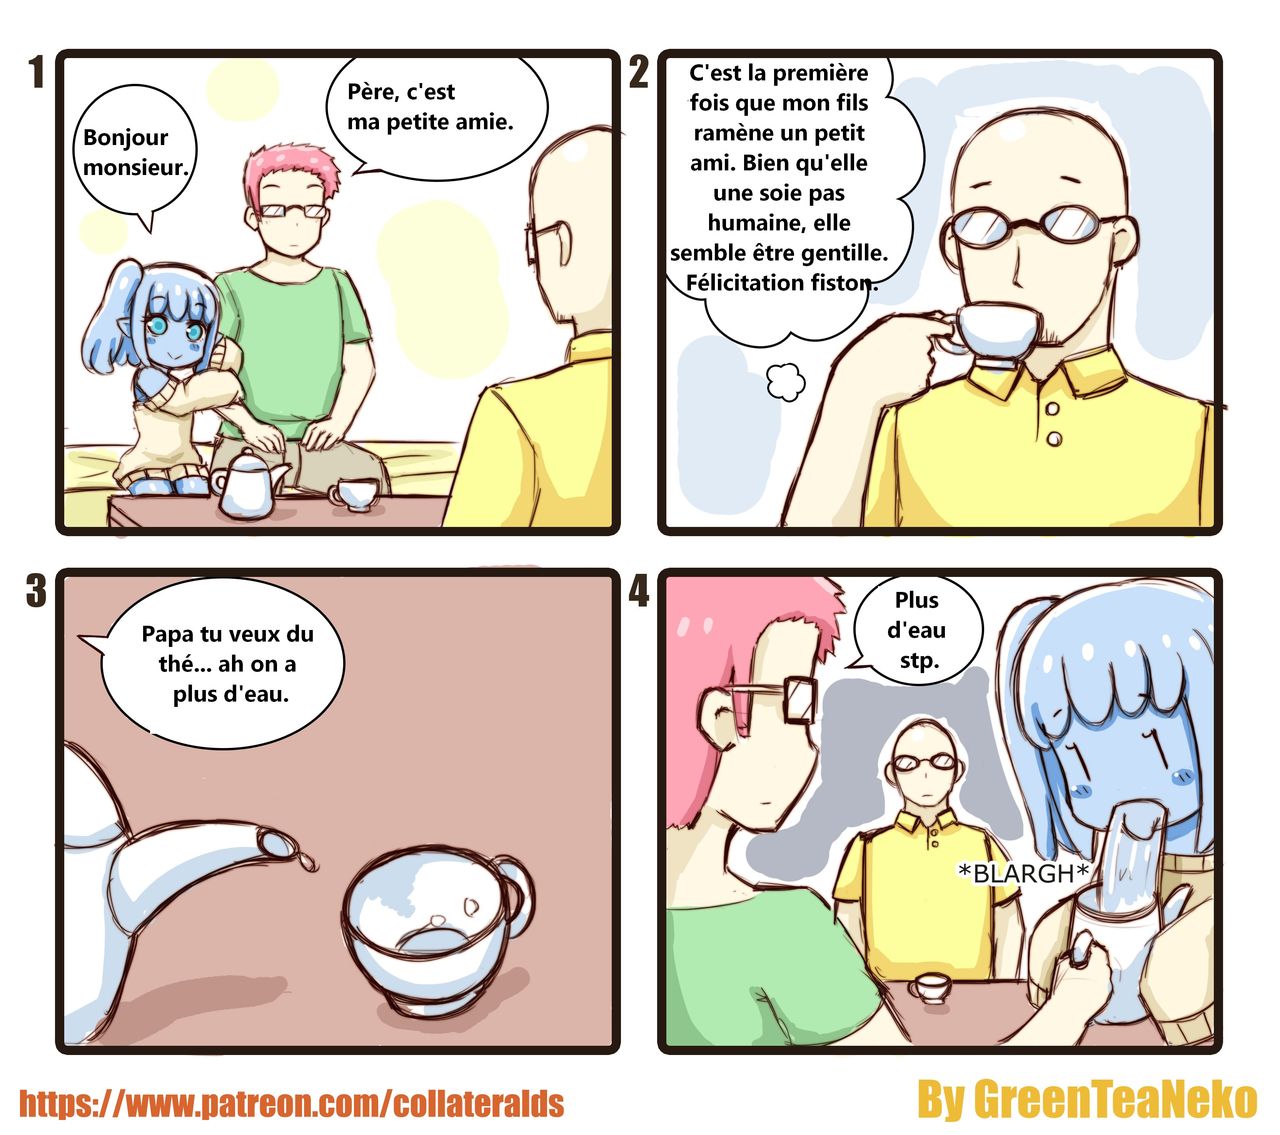 1
Bonjour
monsieur.
Père, c'est
ma petite amie.
2
C'est la première
fois que mon fils
ramène un petit
ami. Bien qu'elle
une soie pas
humaine, elle
semble être gentille.
Félicitation fiston.
3
Papa tu veux du
thé... ah on a
plus d'eau.
4
Plus
d'eau
stp.
*BLARGH*
https://www.patreon.com/collateralds
By GreenTeaNeko